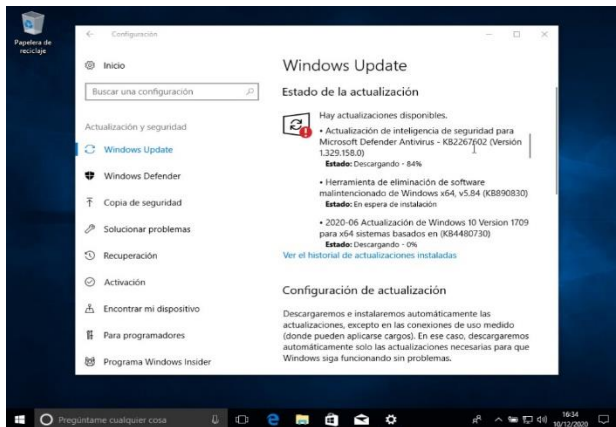 Papelera de
reciclaje
Configuración
Inicio
Buscar una configuración
Actualización y seguridad
Windows Update
Windows Defender
Copia de seguridad
Solucionar problemas
Recuperación
Activación
Encontrar mi dispositivo
Para programadores
Programa Windows Insider
Windows Update
Estado de la actualización
Hay actualizaciones disponibles.
• Actualización de inteligencia de seguridad para
Microsoft Defender Antivirus - KB2267602 (Versión
1.329.158.0)
Estado: Descargando - 84%
• Herramienta de eliminación de software
malintencionado de Windows x64, v5.84 (KB890830)
Estado: En espera de instalación
• 2020-06 Actualización de Windows 10 Version 1709
para x64 sistemas basados en (KB4480730)
Estado: Descargando - 0%
Ver el historial de actualizaciones instaladas
Configuración de actualización
Descargaremos e instalaremos automáticamente las
actualizaciones, excepto en las conexiones de uso medido
(donde pueden aplicarse cargos). En ese caso, descargaremos
automáticamente solo las actualizaciones necesarias para que
Windows siga funcionando sin problemas.
Pregúntame cualquier cosa
16:34
10/12/2020